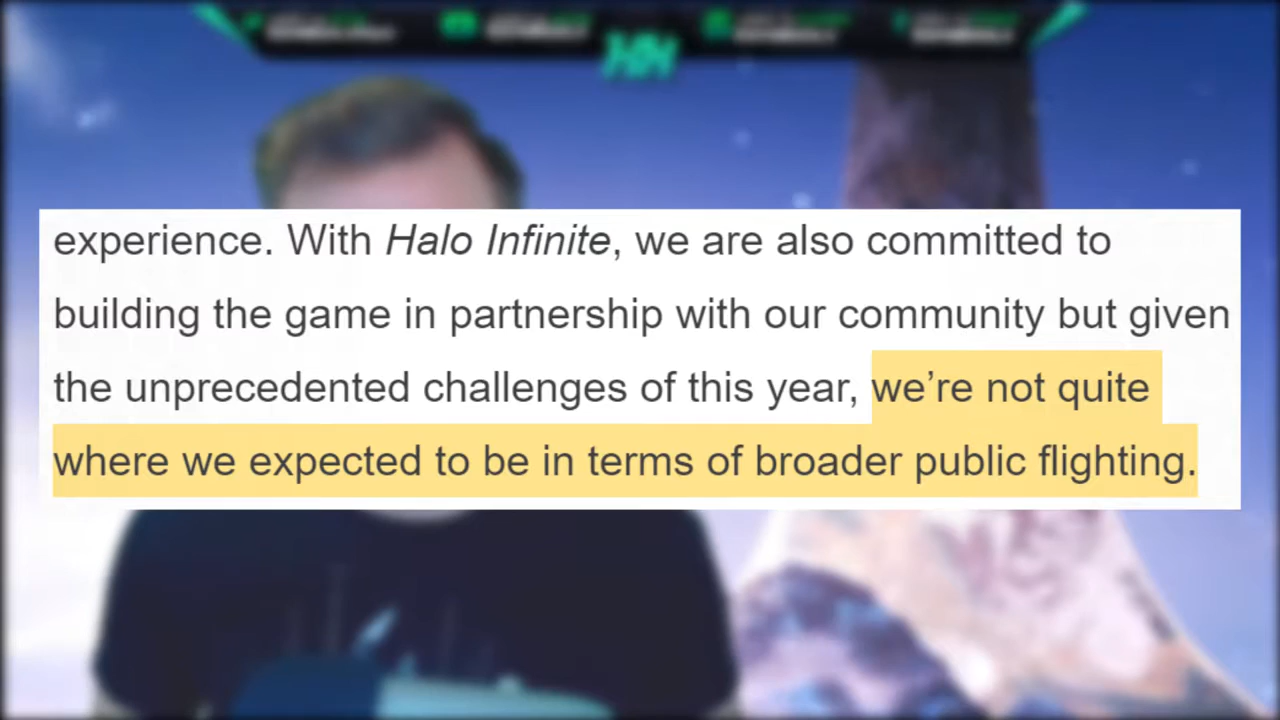 HH
experience. With Halo Infinite, we are also committed to
building the game in partnership with our community but given
the unprecedented challenges of this year, we’re not quite
where we expected to be in terms of broader public flighting.